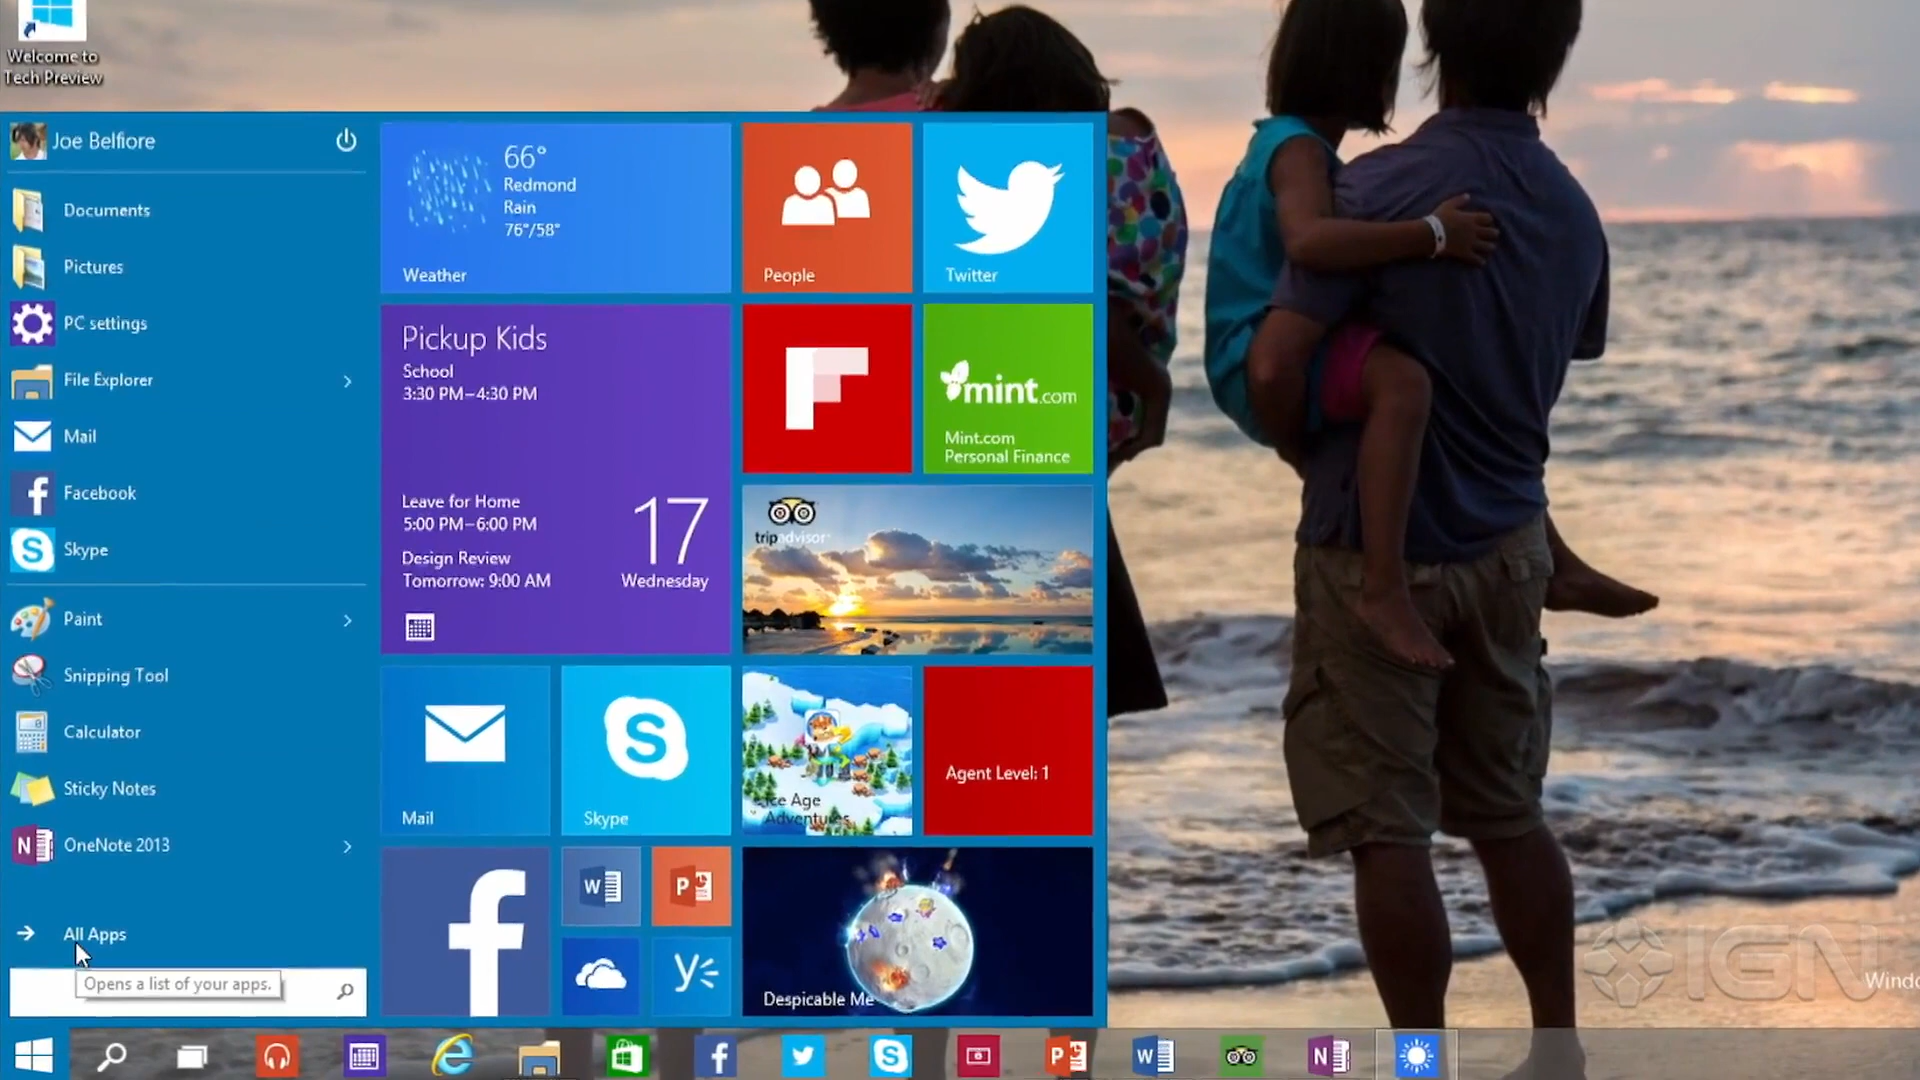 Welcome to
Tech Preview
Joe Belfiore
Documents
Pictures
PC settings
File Explorer
Mail
Facebook
Skype
Paint
Snipping Tool
Calculator
Sticky Notes
OneNote 2013
All Apps
Opens a list of your apps.
66°
Redmond
Rain
76°/58°
Weather
People
Twitter
Pickup Kids
School
3:30 PM–4:30 PM
Leave for Home
5:00 PM–6:00 PM
Design Review
Tomorrow: 9:00 AM
17
Wednesday
mint.com
Mint.com
Personal Finance
tripadvisor
Mail
Skype
Ice Age
Adventures
Agent Level: 1
Despicable Me
IGN